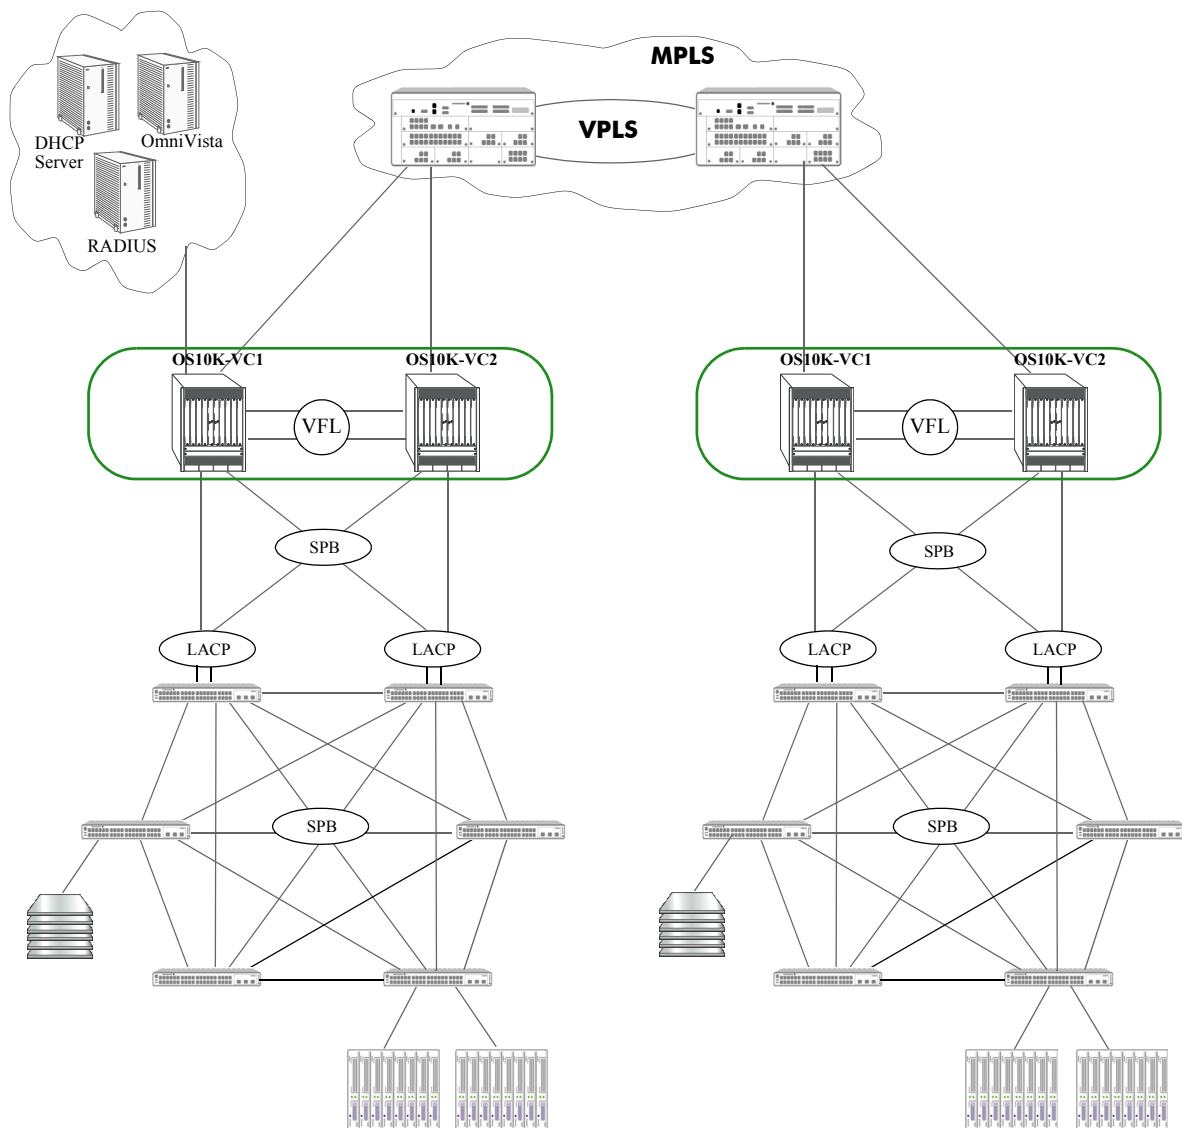 MPLS
VPLS
DHCP
Server
OmniVista
RADIUS
OS10K-VC1
OS10K-VC2
OS10K-VC1
OS10K-VC2
VFL
VFL
SPB
SPB
LACP
LACP
LACP
LACP
SPB
SPB